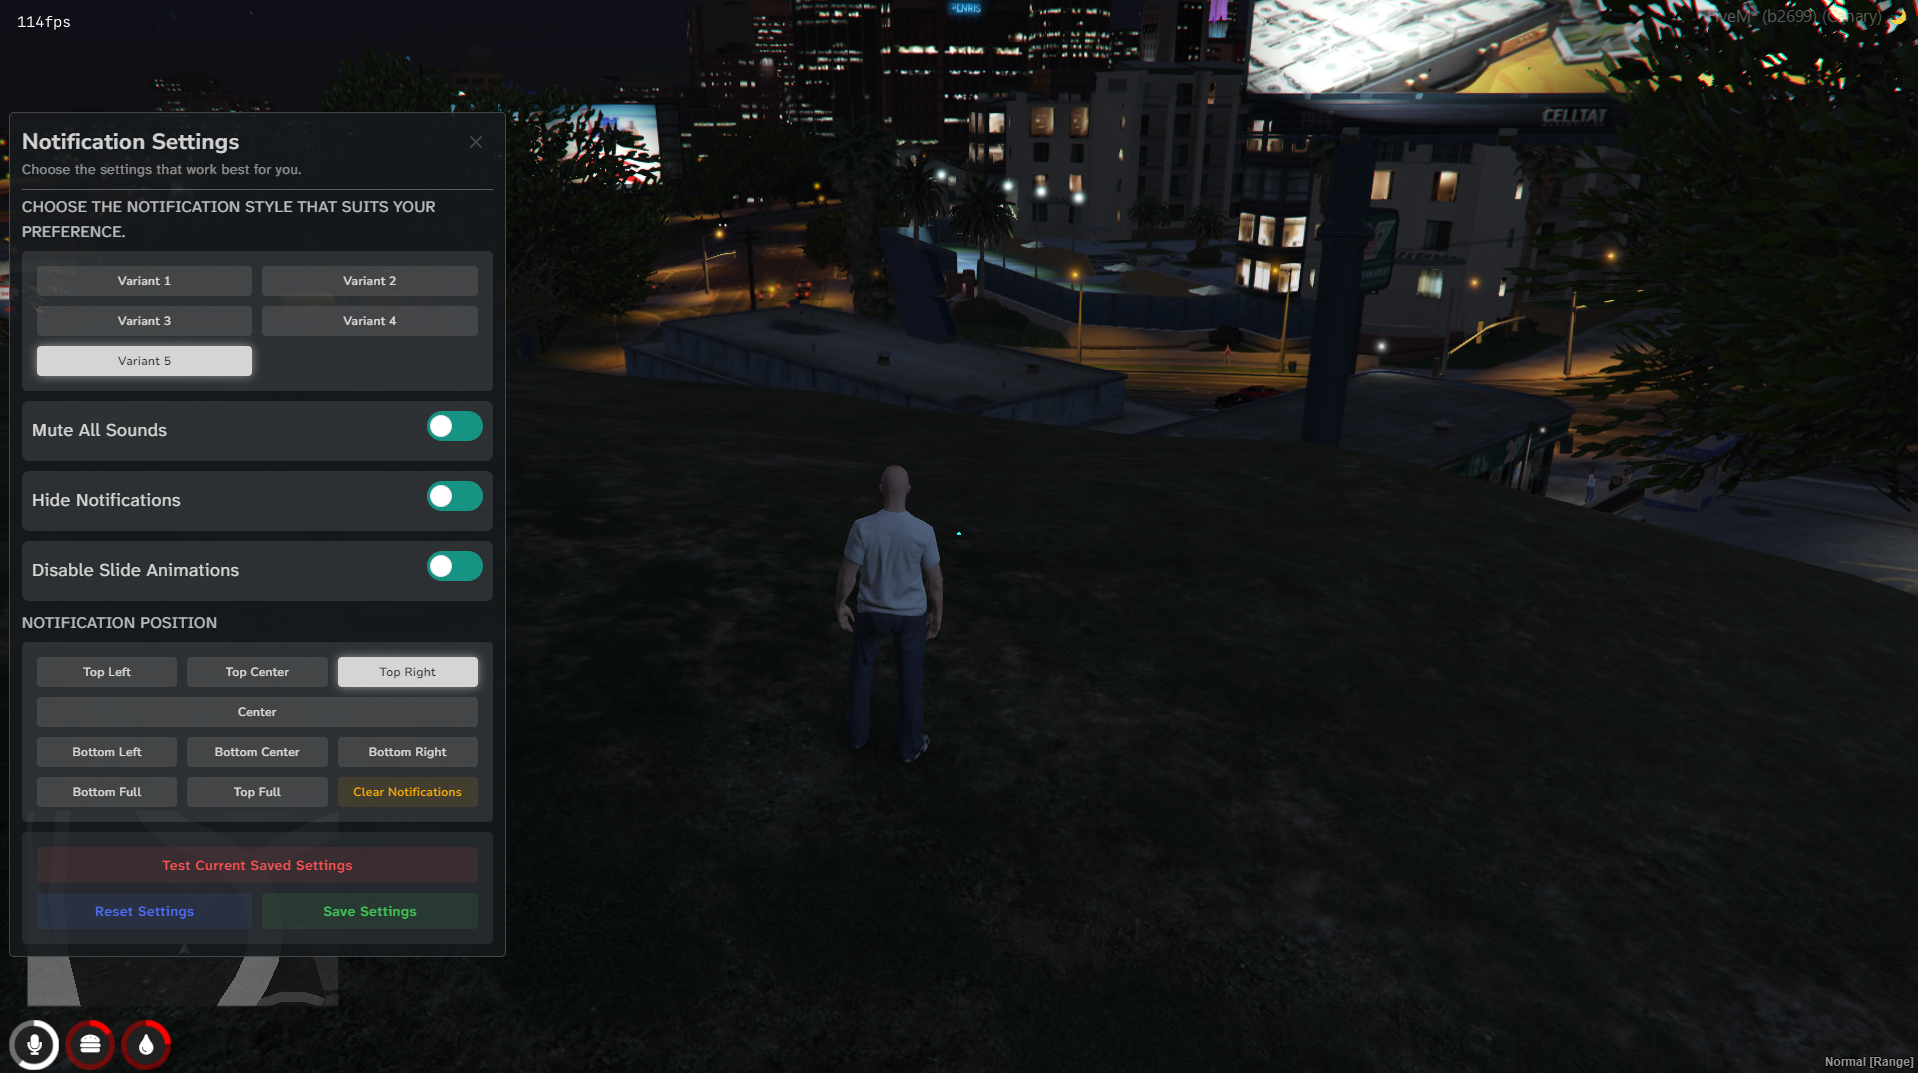 114fps
FiveM* (b2699) (Canary)
CELLTAT
Notification Settings
Choose the settings that work best for you.
CHOOSE THE NOTIFICATION STYLE THAT SUITS YOUR
PREFERENCE.
Variant 1
Variant 2
Variant 3
Variant 4
Variant 5
Mute All Sounds
Hide Notifications
Disable Slide Animations
NOTIFICATION POSITION
Top Left
Top Center
Top Right
Center
Bottom Left
Bottom Center
Bottom Right
Bottom Full
Top Full
Clear Notifications
Test Current Saved Settings
Reset Settings
Save Settings
Normal [Range]